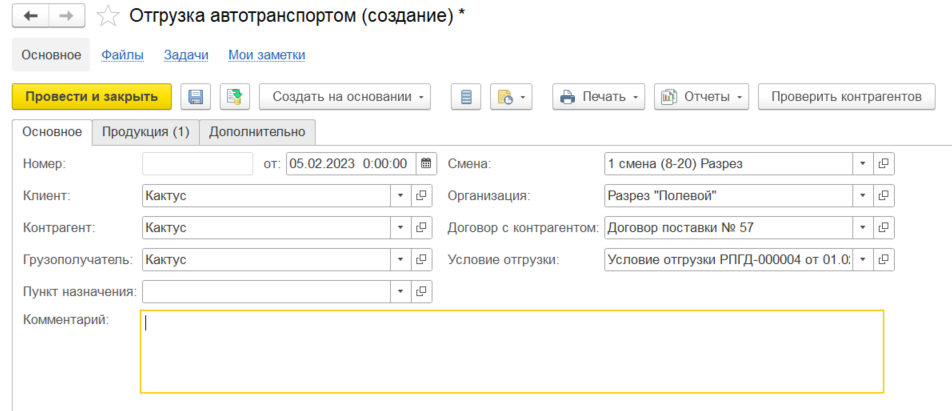 Отгрузка автотранспортом (создание) *
Основное Файлы Задачи Мои заметки
Провести и закрыть Создать на основании Печать Отчеты Проверить контрагентов
Основное Продукция (1) Дополнительно
Номер: от: 05.02.2023 0:00:00 Смена: 1 смена (8-20) Разрез
Клиент: Кактус Организация: Разрез "Полевой"
Контрагент: Кактус Договор с контрагентом: Договор поставки № 57
Грузополучатель: Кактус Условие отгрузки: Условие отгрузки РПГД-000004 от 01.0
Пункт назначения:
Комментарий: